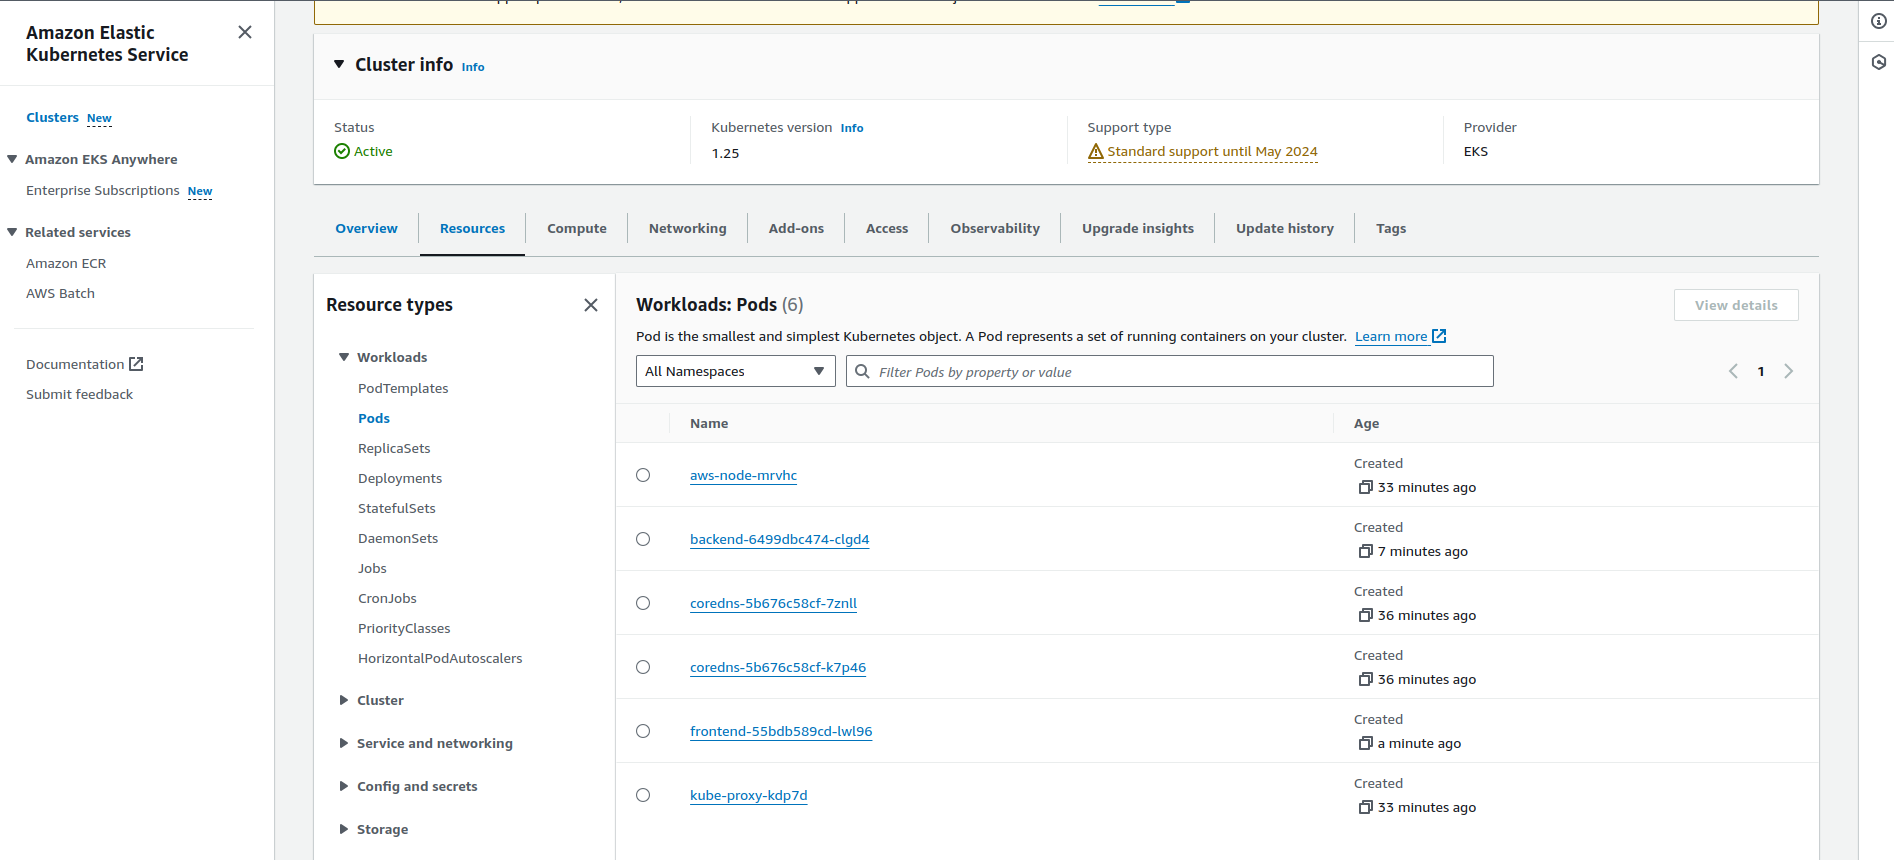 Amazon Elastic
Kubernetes Service
Clusters New
Amazon EKS Anywhere
Enterprise Subscriptions New
Related services
Amazon ECR
AWS Batch
Documentation
Submit feedback
Cluster info Info
Status
Active
Kubernetes version Info
1.25
Support type
Standard support until May 2024
Provider
EKS
Overview Resources Compute Networking Add-ons Access Observability Upgrade insights Update history Tags
Resource types
Workloads
PodTemplates
Pods
ReplicaSets
Deployments
StatefulSets
DaemonSets
Jobs
CronJobs
PriorityClasses
HorizontalPodAutoscalers
Cluster
Service and networking
Config and secrets
Storage
Workloads: Pods (6)
View details
Pod is the smallest and simplest Kubernetes object. A Pod represents a set of running containers on your cluster. Learn more
All Namespaces
Filter Pods by property or value
1
Name Age
aws-node-mrvhc
Created
33 minutes ago
backend-6499dbc474-clgd4
Created
7 minutes ago
coredns-5b676c58cf-7znll
Created
36 minutes ago
coredns-5b676c58cf-k7p46
Created
36 minutes ago
frontend-55bdb589cd-lwl96
Created
a minute ago
kube-proxy-kdp7d
Created
33 minutes ago